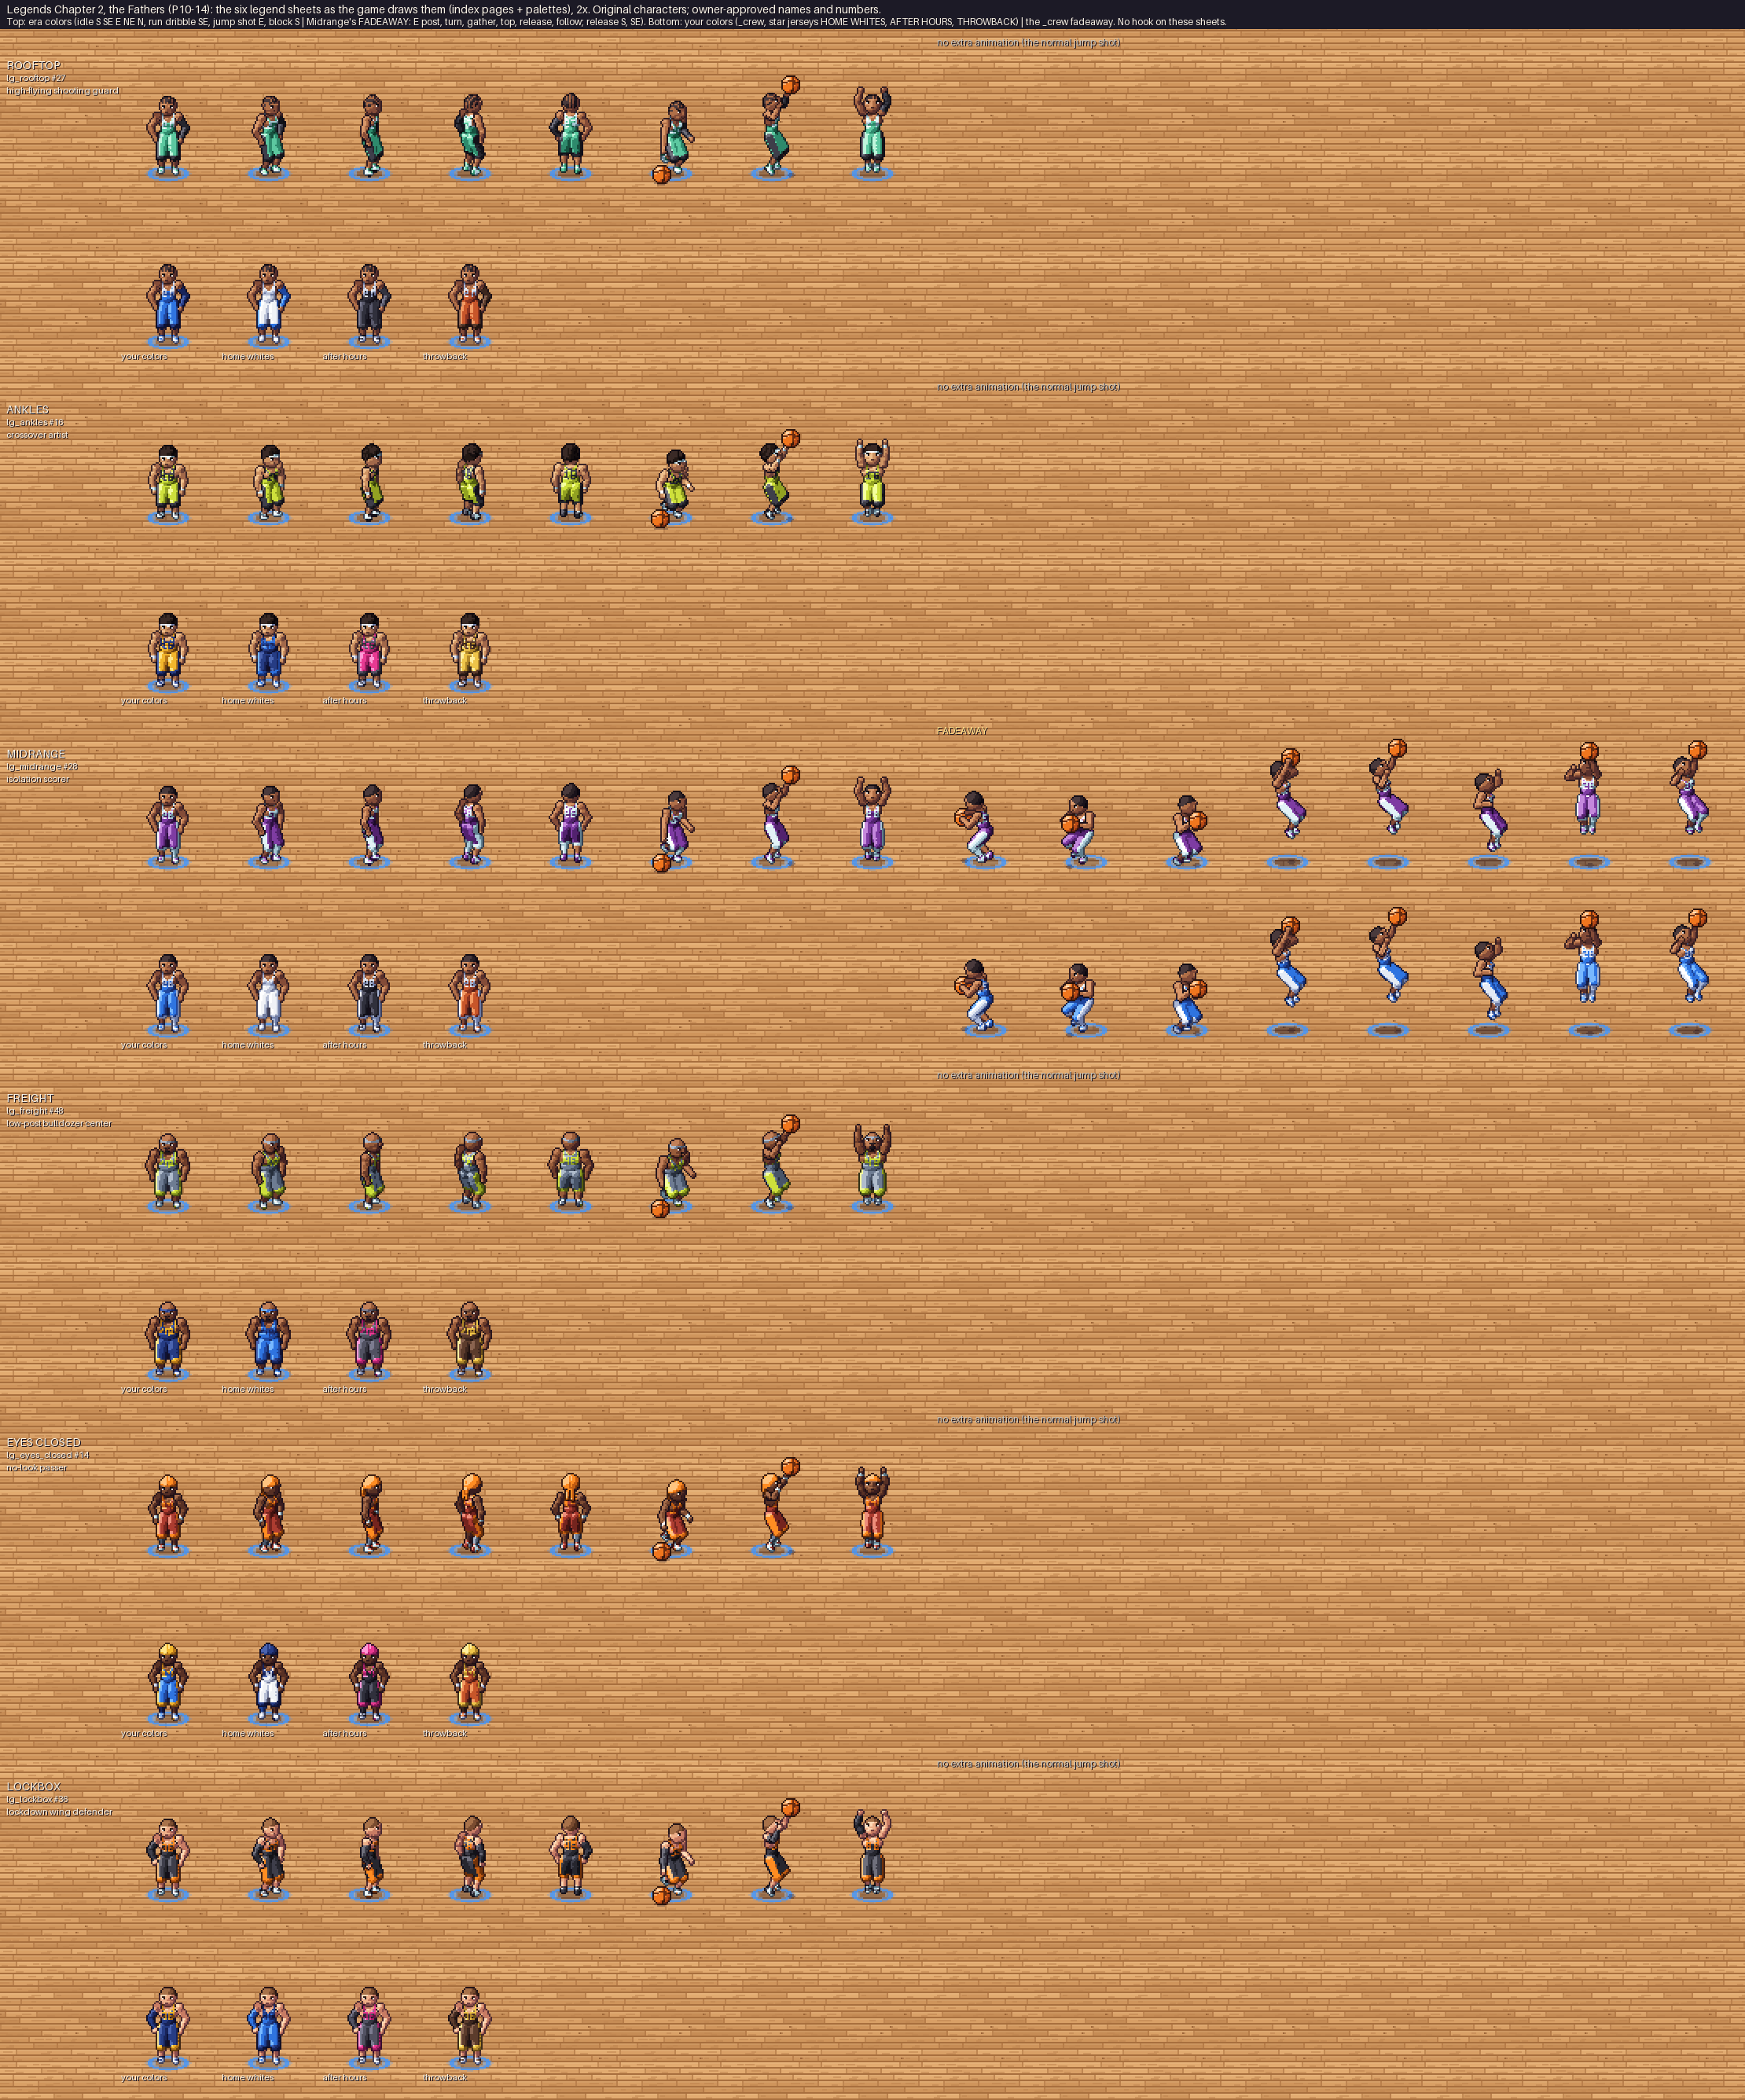 Legends Chapter 2, the Fathers (P10-14): the six legend sheets as the game draws them (index pages + palettes), 2x. Original characters; owner-approved names and numbers.
Top: era colors (idle S SE E NE N, run dribble SE, jump shot E, block S | Midrange's FADEAWAY: E post, turn, gather, top, release, follow; release S, SE). Bottom: your colors (_crew, star jerseys HOME WHITES, AFTER HOURS, THROWBACK) | the _crew fadeaway. No hook on these sheets.
no extra animation (the normal jump shot)
ROOFTOP
lg_rooftop #27
high-flying shooting guard
your colors home whites after hours throwback
no extra animation (the normal jump shot)
ANKLES
lg_ankles #16
crossover artist
your colors home whites after hours throwback
FADEAWAY
MIDRANGE
lg_midrange #28
isolation scorer
your colors home whites after hours throwback
no extra animation (the normal jump shot)
FREIGHT
lg_freight #48
low-post bulldozer center
your colors home whites after hours throwback
no extra animation (the normal jump shot)
EYES CLOSED
lg_eyes_closed #14
no-look passer
your colors home whites after hours throwback
no extra animation (the normal jump shot)
LOCKBOX
lg_lockbox #36
lockdown wing defender
your colors home whites after hours throwback